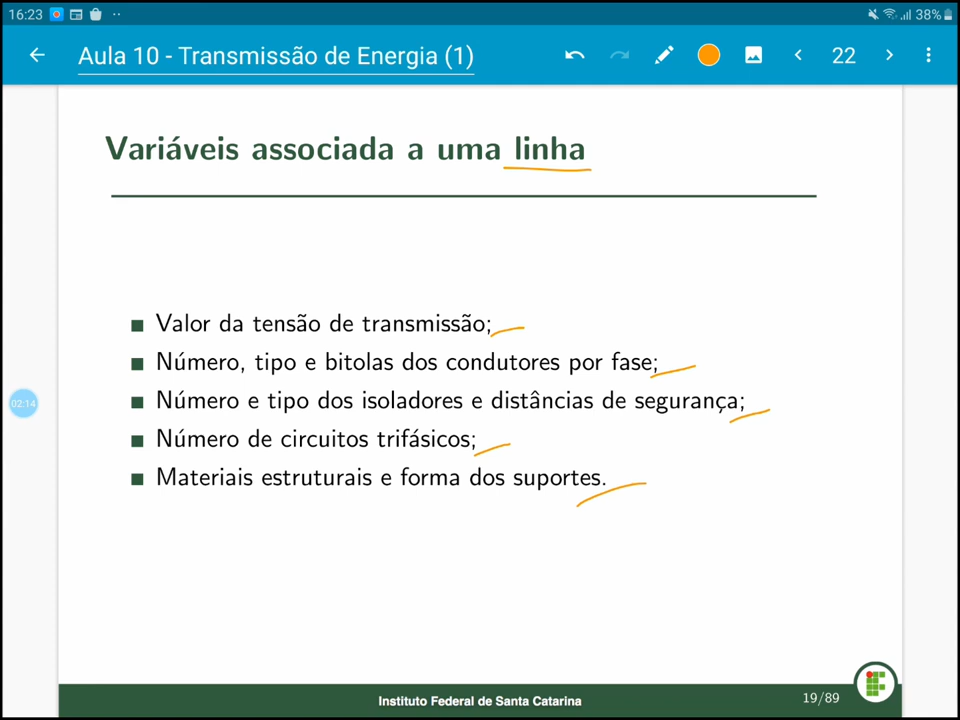 16:23
38%
Aula 10 - Transmissão de Energia (1)
22
Variáveis associada a uma linha
Valor da tensão de transmissão;
Número, tipo e bitolas dos condutores por fase;
02:14
Número e tipo dos isoladores e distâncias de segurança;
Número de circuitos trifásicos;
Materiais estruturais e forma dos suportes.
Instituto Federal de Santa Catarina
19/89